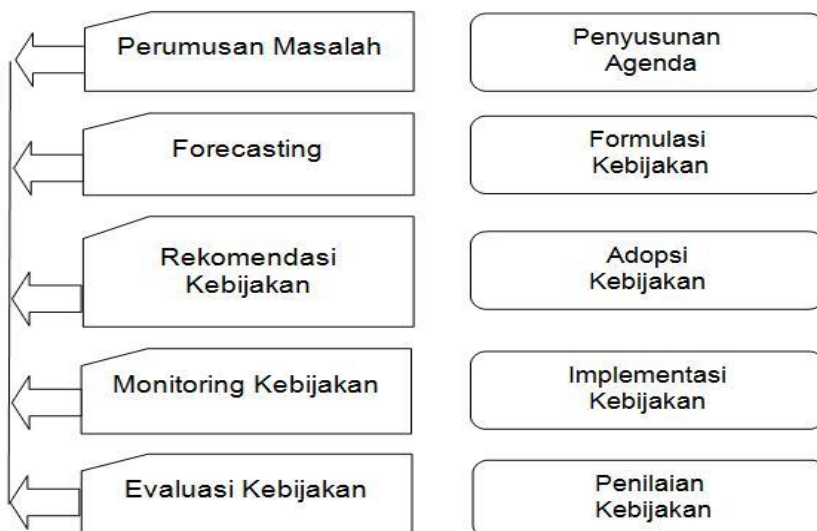 Perumusan Masalah
Penyusunan
Agenda
Forecasting
Formulasi
Kebijakan
Rekomendasi
Kebijakan
Adopsi
Kebijakan
Monitoring Kebijakan
Implementasi
Kebijakan
Evaluasi Kebijakan
Penilaian
Kebijakan